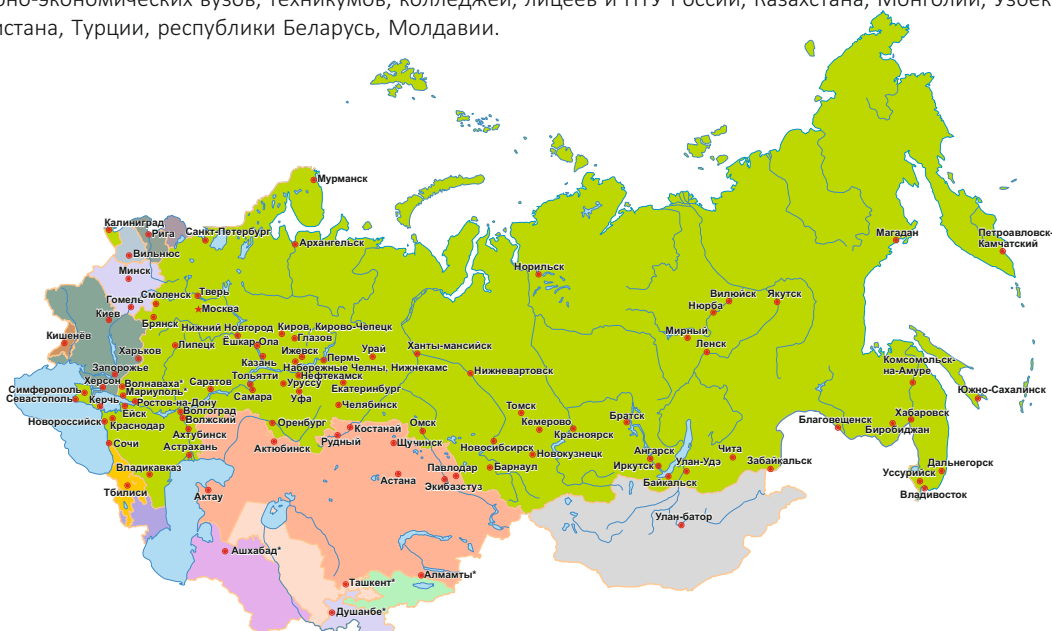 рно-экономических вузов, техникумов, колледжей, лицеев и ПТУ России, Казахстана, Монголии, Узбек
истана, Турции, республики Беларусь, Молдавии.
Мурманск
Калиниград
Рига
Санкт-Петербург
Архангельск
Магадан
Петроавловск-
Камчатский
Вильнюс
Минск
Норильск
Гомель
Смоленск
Тверь
Вилюйск
Якутск
Москва
Нюрба
Киев
Брянск
Нижний Новгород
Киров, Кирово-Чепецк
Кишенёв
Ёшкар-Ола
Глазов
Мирный
Липецк
Урай
Ханты-мансийск
Ленск
Харьков
Казань
Ижевск
Пермь
Комсомольск-
на-Амуре
Запорожье
Набережные Челны, Нижнекамс
Нижневартовск
Херсон
Волноваха*
Саратов
Тольятти
Нефтекамск
Уруссу
Екатеринбург
Симферополь
Мариуполь*
Южно-Сахалинск
Севастополь
Керчь
Ростов-на-Дону
Самара
Уфа
Челябинск
Томск
Ейск
Волгоград
Новороссийск
Краснодар
Волжский
Оренбург
Костанай
Омск
Кемерово
Красноярск
Братск
Благовещенск
Хабаровск
Биробиджан
Ахтубинск
Рудный
Сочи
Астрахань
Актюбинск
Щучинск
Новосибирск
Новокузнецк
Ангарск
Чита
Забайкальск
Владикавказ
Павлодар
Барнаул
Иркутск
Улан-Удэ
Дальнегорск
Уссурийск
Астана
Экибазстуз
Байкальск
Тбилиси
Актау
Владивосток
Улан-батор
Ашхабад*
Алмамты*
Ташкент*
Душанбе*